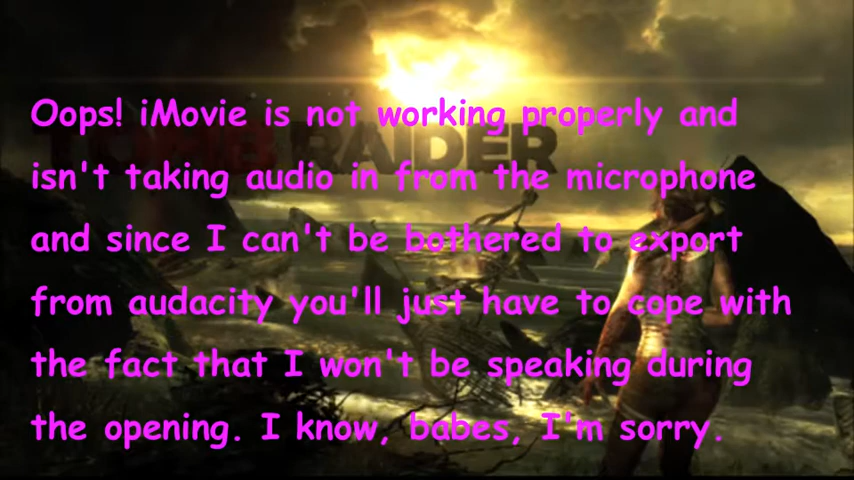 Oops! iMovie is not working properly and
TOMB RAIDER
isn't taking audio in from the microphone
and since I can't be bothered to export
from audacity you'll just have to cope with
the fact that I won't be speaking during
the opening. I know, babes, I'm sorry.